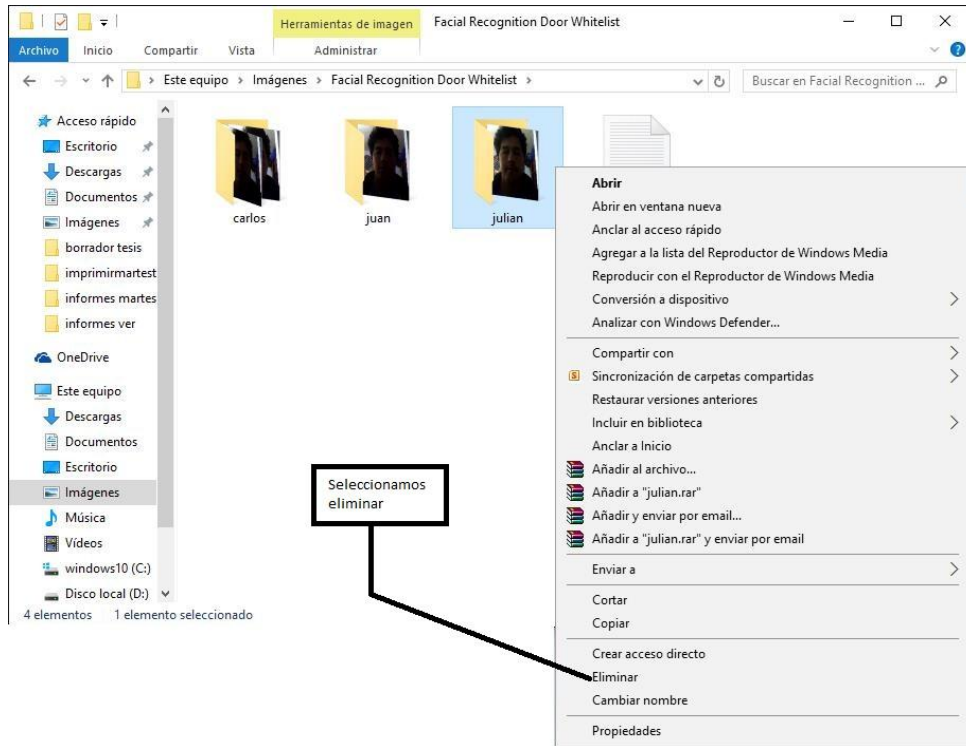 Herramientas de imagen
Facial Recognition Door Whitelist
Archivo
Inicio
Compartir
Vista
Administrar
Este equipo > Imágenes > Facial Recognition Door Whitelist >
Buscar en Facial Recognition ...
Acceso rápido
Escritorio
Descargas
Documentos
Imágenes
borrador tesis
imprimirmartest
informes martes
informes ver
OneDrive
Este equipo
Descargas
Documentos
Escritorio
Imágenes
Música
Vídeos
windows10 (C:)
Disco local (D:)
4 elementos
1 elemento seleccionado
carlos
juan
julian
Seleccionamos
eliminar
Abrir
Abrir en ventana nueva
Anclar al acceso rápido
Agregar a la lista del Reproductor de Windows Media
Reproducir con el Reproductor de Windows Media
Conversión a dispositivo
Analizar con Windows Defender...
Compartir con
S
Sincronización de carpetas compartidas
Restaurar versiones anteriores
Incluir en biblioteca
Anclar a Inicio
Añadir al archivo...
Añadir a "julian.rar"
Añadir y enviar por email...
Añadir a "julian.rar" y enviar por email
Enviar a
Cortar
Copiar
Crear acceso directo
Eliminar
Cambiar nombre
Propiedades